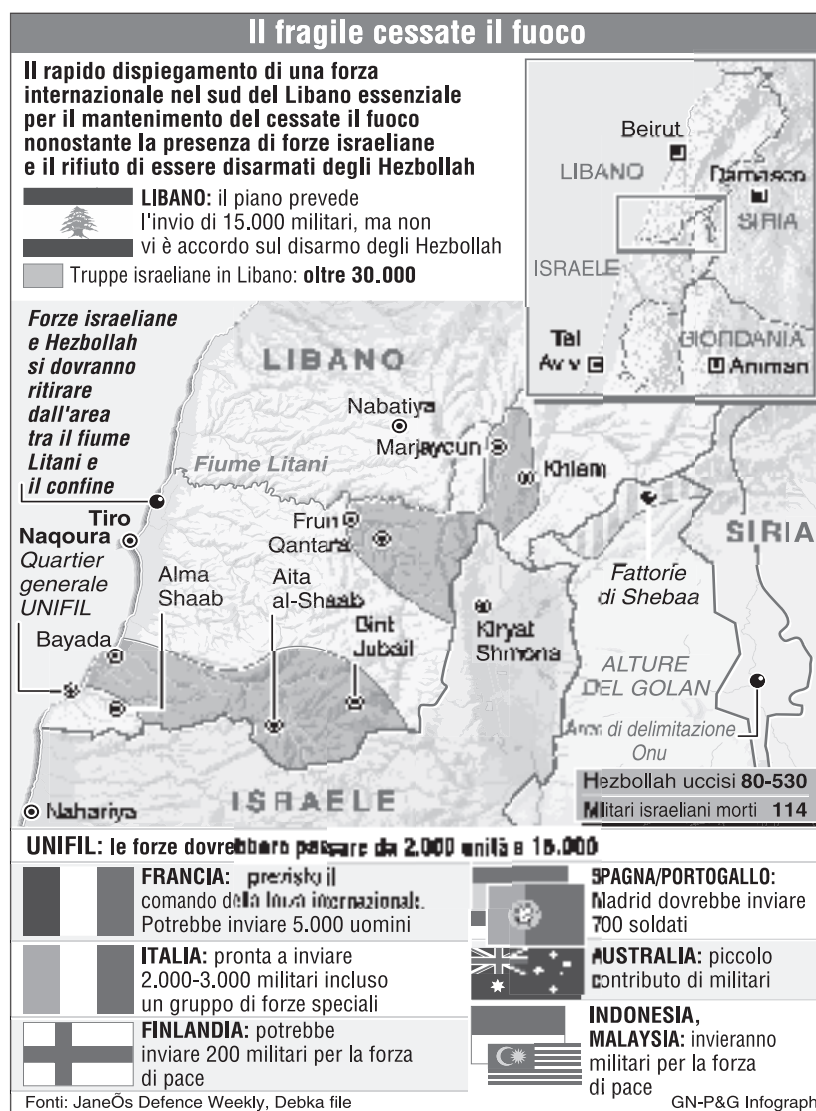 Il fragile cessate il fuoco
Il rapido dispiegamento di una forza
internazionale nel sud del Libano essenziale
per il mantenimento del cessate il fuoco
nonostante la presenza di forze israeliane
e il rifiuto di essere disarmati degli Hezbollah
LIBANO: il piano prevede
l'invio di 15.000 militari, ma non
vi è accordo sul disarmo degli Hezbollah
Truppe israeliane in Libano: oltre 30.000
Beirut
LIBANO
Damasco
SIRIA
ISRAELE
Tel
Aviv
GIORDANIA
Amman
Forze israeliane
e Hezbollah
si dovranno
ritirare
dall'area
tra il fiume
Litani e
il confine
LIBANO
Nabatiya
Marjayoun
Khiam
Fiume Litani
Tiro
Naqoura
Quartier
generale
UNIFIL
Frun
Qantara
SIRIA
Alma
Shaab
Aita
al-Shaab
Fattorie
di Shebaa
Bayada
Bint
Jubail
Kiryat
Shmona
ALTURE
DEL GOLAN
Area di delimitazione
Onu
Nahariya
ISRAELE
Hezbollah uccisi 80-530
Militari israeliani morti 114
UNIFIL: le forze dovrebbero passare da 2.000 unità a 15.000
FRANCIA: previsto il
comando della forza internazionale.
Potrebbe inviare 5.000 uomini
ITALIA: pronta a inviare
2.000-3.000 militari incluso
un gruppo di forze speciali
FINLANDIA: potrebbe
inviare 200 militari per la forza
di pace
SPAGNA/PORTOGALLO:
Madrid dovrebbe inviare
700 soldati
AUSTRALIA: piccolo
contributo di militari
INDONESIA,
MALAYSIA: invieranno
militari per la forza
di pace
Fonti: JaneÕs Defence Weekly, Debka file
GN-P&G Infograph